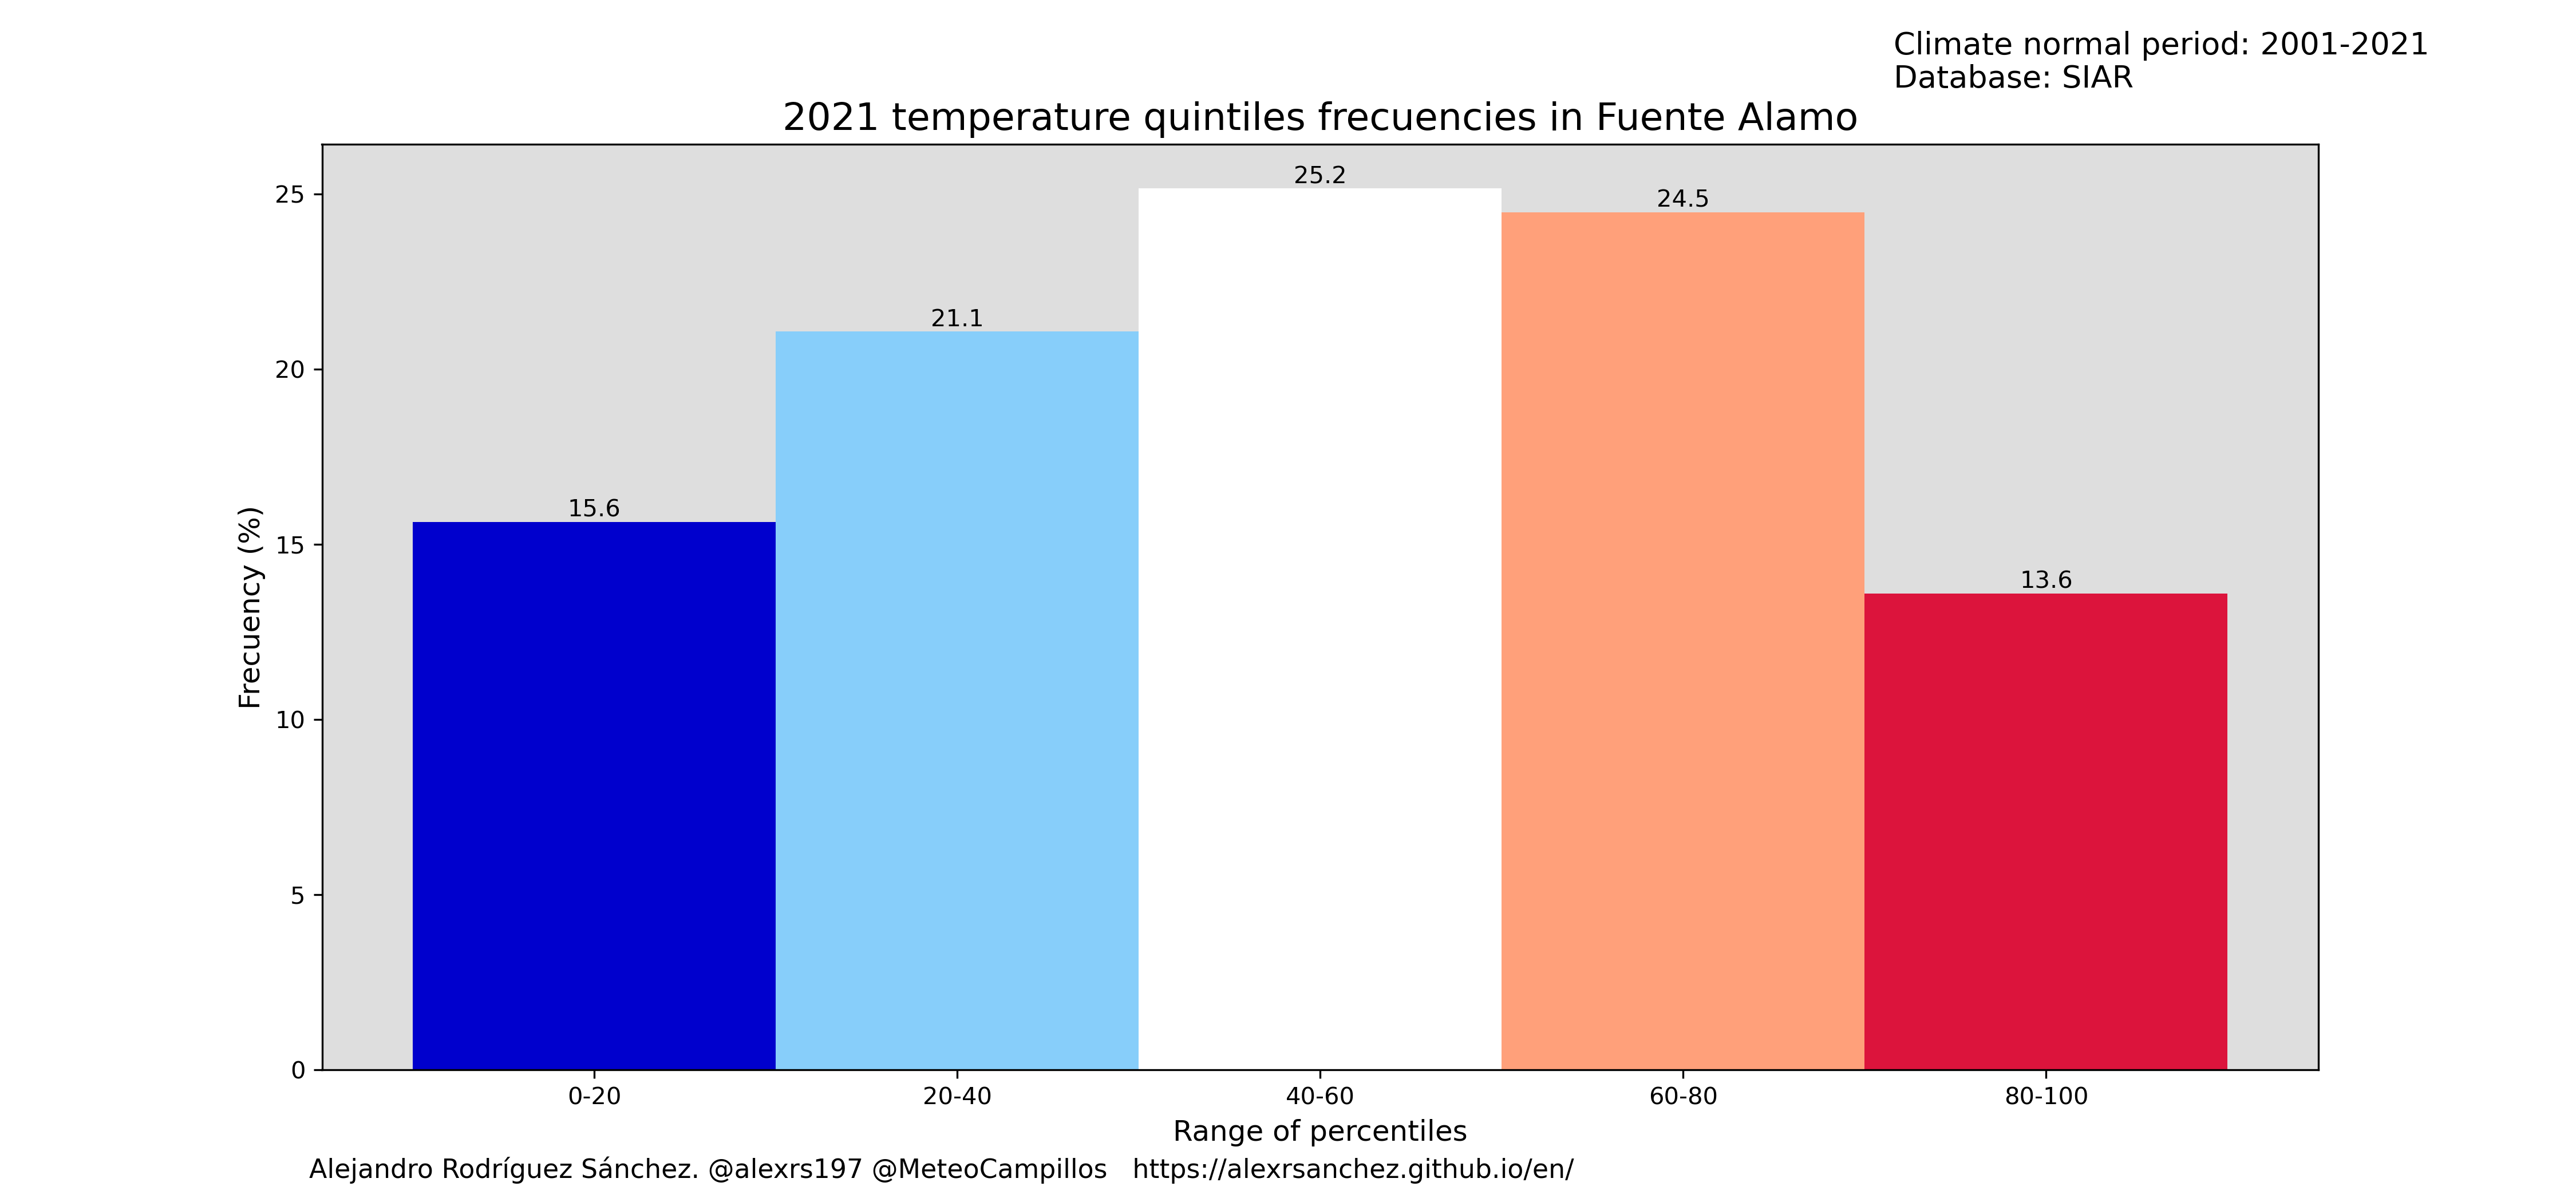 Climate normal period: 2001-2021
Database: SIAR
2021 temperature quintiles frecuencies in Fuente Alamo
25.2
25
24.5
21.1
20
15.6
15
13.6
Frecuency (%)
10
5
0
0-20 20-40 40-60 60-80 80-100
Range of percentiles
Alejandro Rodríguez Sánchez. @alexrs197 @MeteoCampillos https://alexrsanchez.github.io/en/